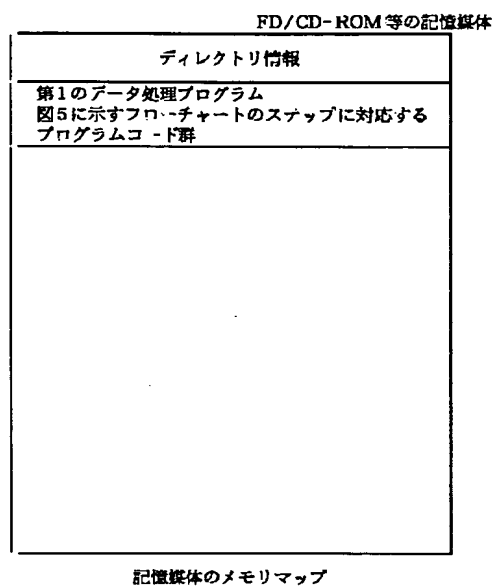 FD/CD-ROM等の記憶媒体
ディレクトリ情報
第1のデータ処理プログラム
図5に示すフローチャートのステップに対応する
プログラムコード群
記憶媒体のメモリマップ